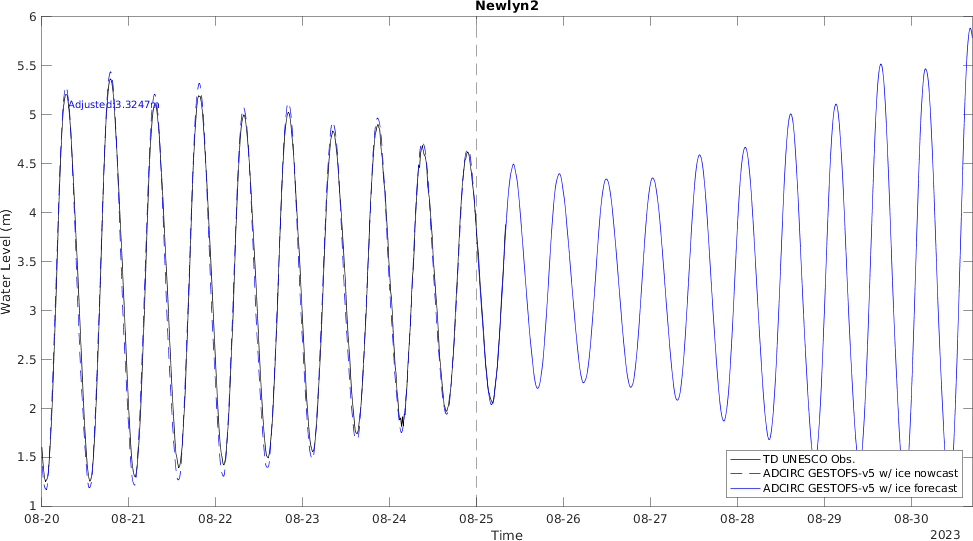 Newlyn2
6
5.5
5
4.5
4
3.5
3
2.5
2
1.5
1
Water Level (m)
Adjusted:3.3247m
TD UNESCO Obs.
ADCIRC GESTOFS-v5 w/ ice nowcast
ADCIRC GESTOFS-v5 w/ ice forecast
08-20 08-21 08-22 08-23 08-24 08-25 08-26 08-27 08-28 08-29 08-30
Time
2023